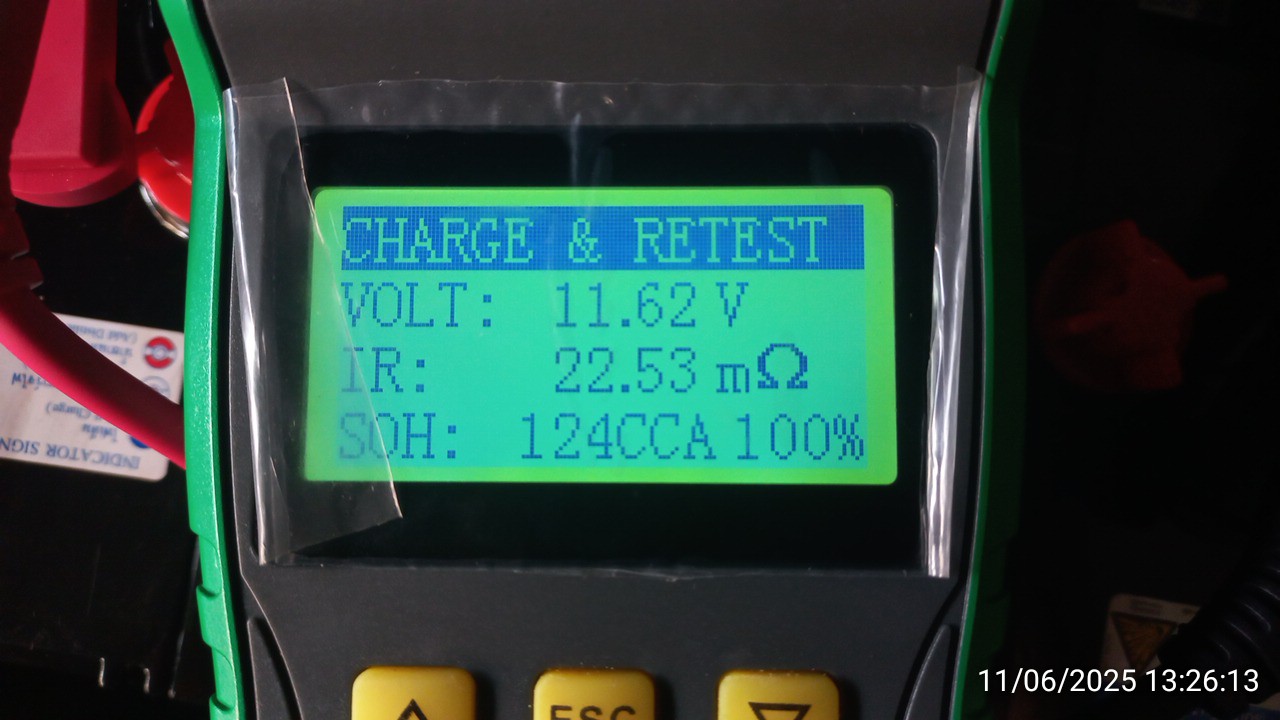 CHARGE & RETEST
VOLT: 11.62 V
IR: 22.53 mΩ
SOH: 124CCA 100%
ESC
INDICATOR SIGN
11/06/2025 13:26:13